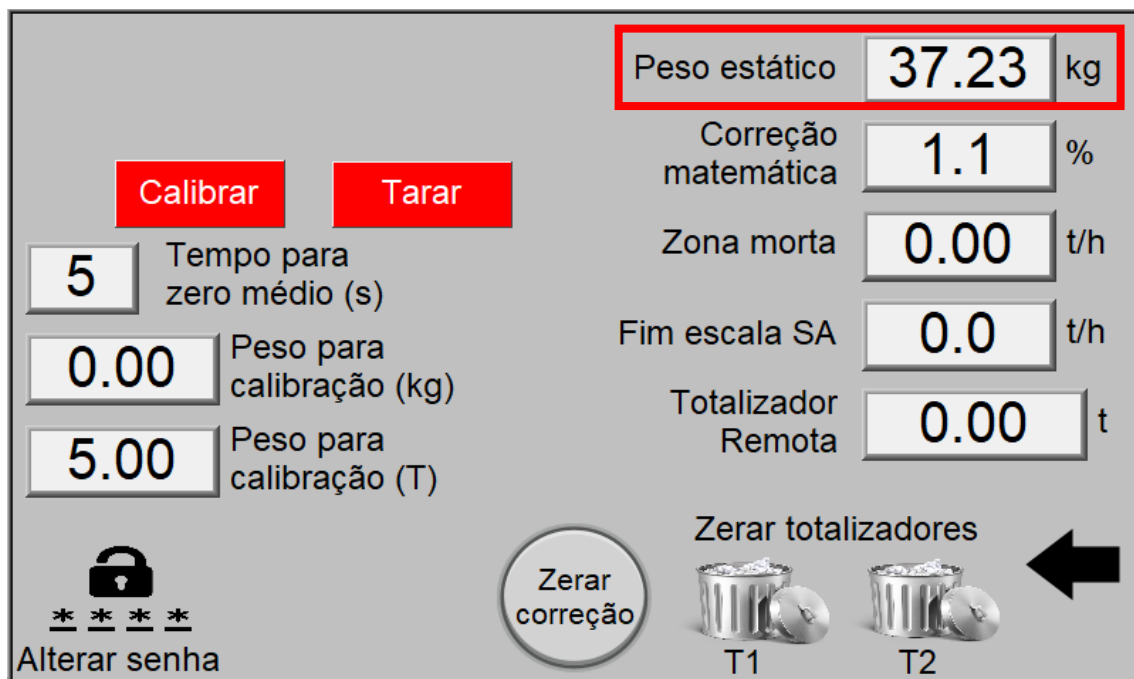 Peso estático 37.23 kg
Correção
matemática 1.1 %
Calibrar Tarar
Zona morta 0.00 t/h
5 Tempo para
zero médio (s)
Fim escala SA 0.0 t/h
0.00 Peso para
calibração (kg)
Totalizador
Remota 0.00 t
5.00 Peso para
calibração (T)
Zerar totalizadores
Zerar
correção
* * * *
Alterar senha
T1 T2